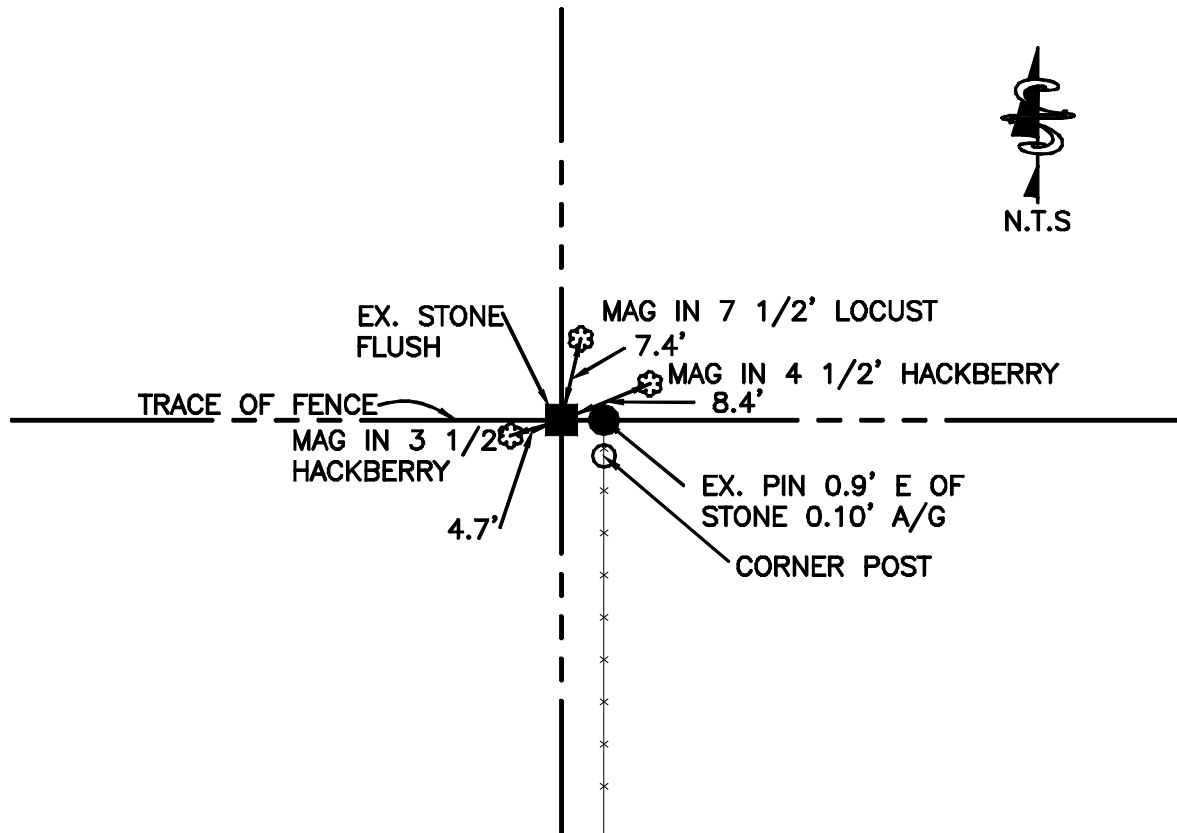 N.T.S
EX. STONE
FLUSH
MAG IN 7 1/2' LOCUST
7.4'
MAG IN 4 1/2' HACKBERRY
8.4'
TRACE OF FENCE
MAG IN 3 1/2
HACKBERRY
4.7'
EX. PIN 0.9' E OF
STONE 0.10' A/G
CORNER POST